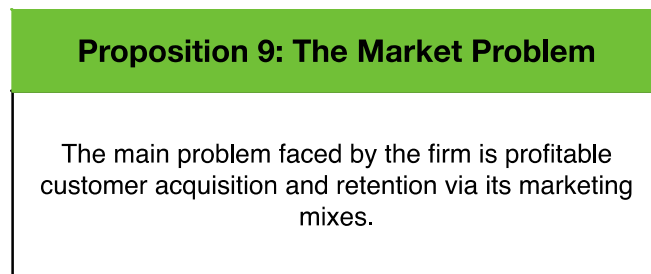 Proposition 9: The Market Problem
The main problem faced by the firm is profitable
customer acquisition and retention via its marketing
mixes.